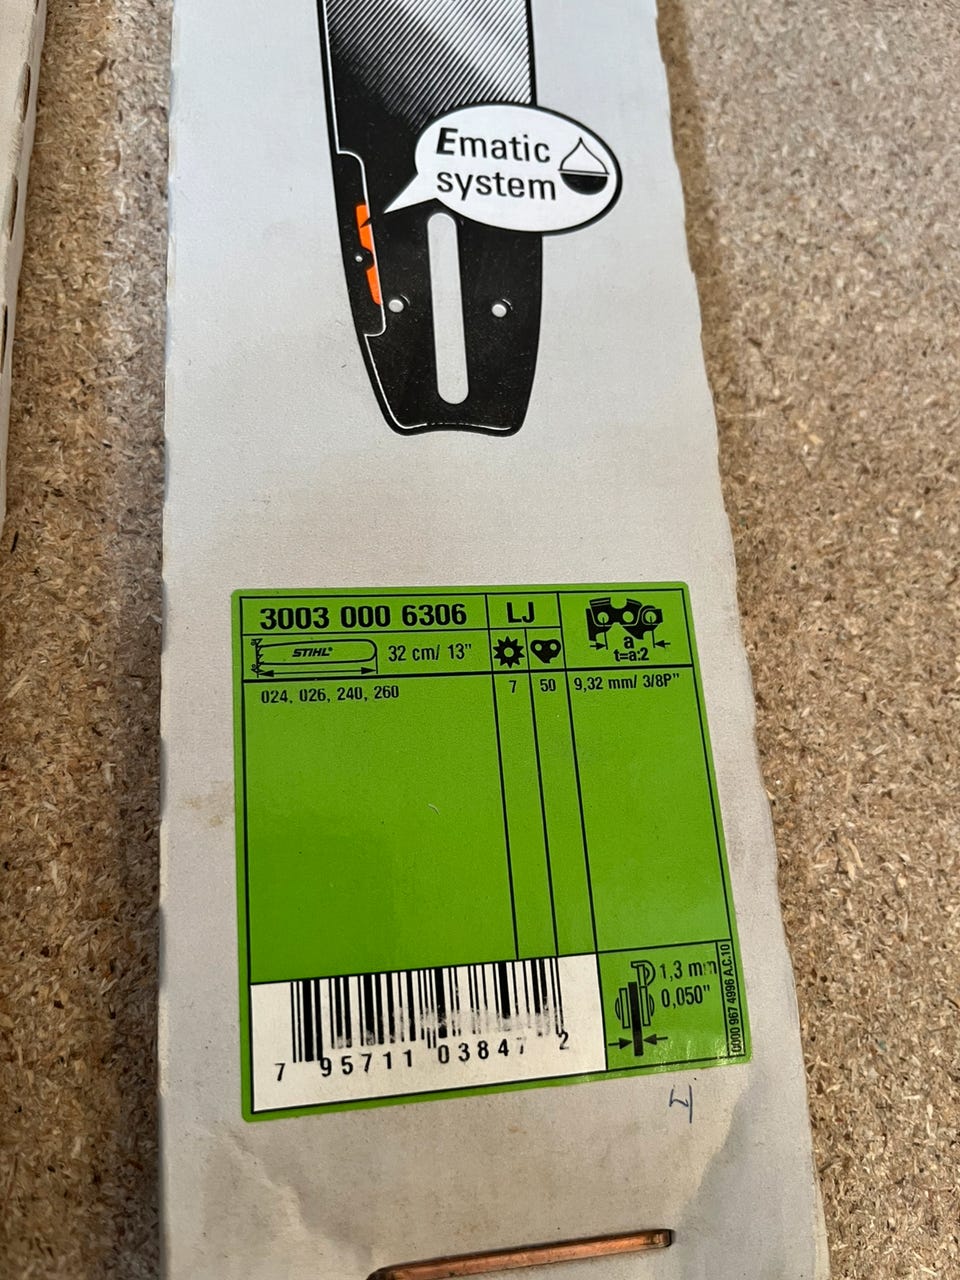 Ematic
system
3003 000 6306
LJ
a
t=a:2
STIHL®
32 cm/ 13"
024, 026, 240, 260
7
50
9,32 mm/ 3/8P"
1,3 mm
0,050"
0000 967 4996 A.C.10
7 95711 03847 2